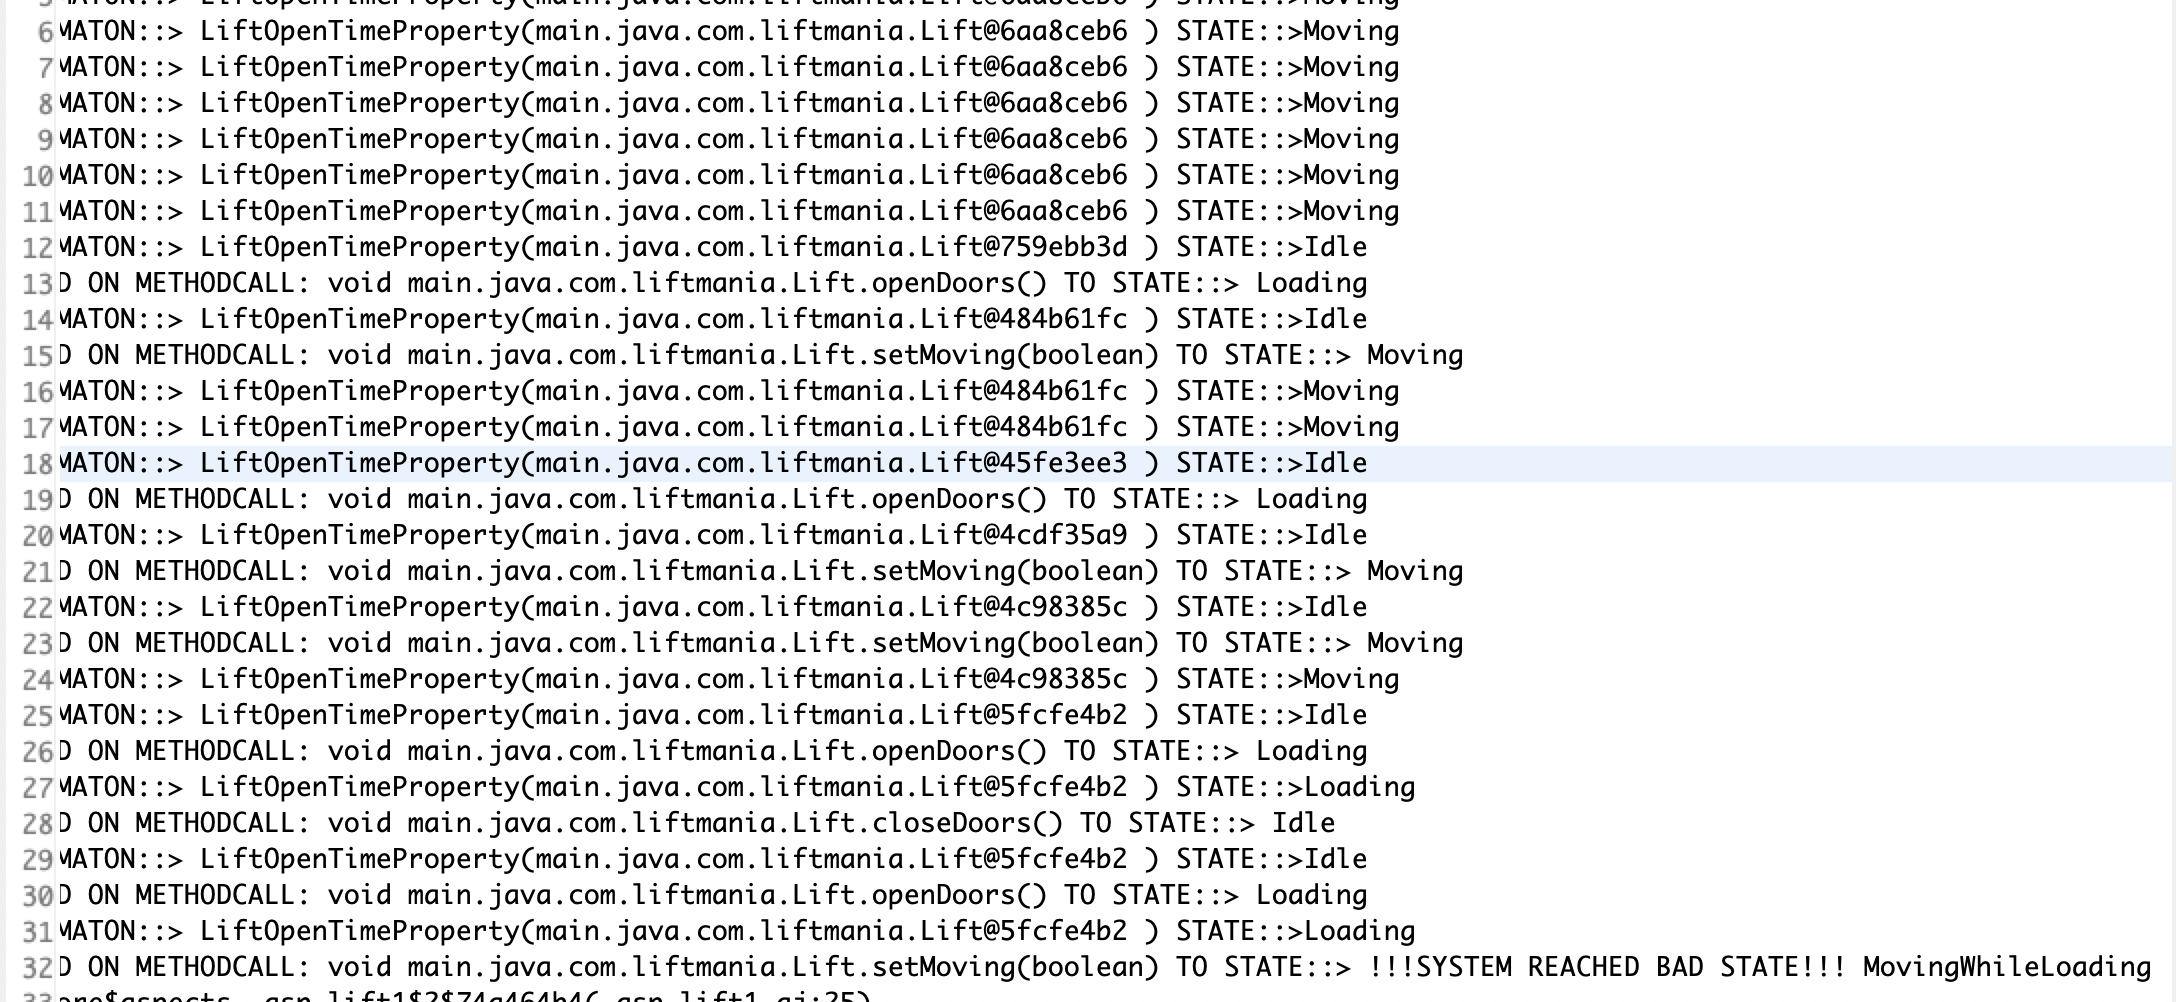 6 MATON::> LiftOpenTimeProperty(main.java.com.liftmania.Lift@6aa8ceb6 ) STATE::>Moving
7 MATON::> LiftOpenTimeProperty(main.java.com.liftmania.Lift@6aa8ceb6 ) STATE::>Moving
8 MATON::> LiftOpenTimeProperty(main.java.com.liftmania.Lift@6aa8ceb6 ) STATE::>Moving
9 MATON::> LiftOpenTimeProperty(main.java.com.liftmania.Lift@6aa8ceb6 ) STATE::>Moving
10 MATON::> LiftOpenTimeProperty(main.java.com.liftmania.Lift@6aa8ceb6 ) STATE::>Moving
11 MATON::> LiftOpenTimeProperty(main.java.com.liftmania.Lift@6aa8ceb6 ) STATE::>Moving
12 MATON::> LiftOpenTimeProperty(main.java.com.liftmania.Lift@759ebb3d ) STATE::>Idle
13 D ON METHODCALL: void main.java.com.liftmania.Lift.openDoors() TO STATE::> Loading
14 MATON::> LiftOpenTimeProperty(main.java.com.liftmania.Lift@484b61fc ) STATE::>Idle
15 D ON METHODCALL: void main.java.com.liftmania.Lift.setMoving(boolean) TO STATE::> Moving
16 MATON::> LiftOpenTimeProperty(main.java.com.liftmania.Lift@484b61fc ) STATE::>Moving
17 MATON::> LiftOpenTimeProperty(main.java.com.liftmania.Lift@484b61fc ) STATE::>Moving
18 MATON::> LiftOpenTimeProperty(main.java.com.liftmania.Lift@45fe3ee3 ) STATE::>Idle
19 D ON METHODCALL: void main.java.com.liftmania.Lift.openDoors() TO STATE::> Loading
20 MATON::> LiftOpenTimeProperty(main.java.com.liftmania.Lift@4cdf35a9 ) STATE::>Idle
21 D ON METHODCALL: void main.java.com.liftmania.Lift.setMoving(boolean) TO STATE::> Moving
22 MATON::> LiftOpenTimeProperty(main.java.com.liftmania.Lift@4c98385c ) STATE::>Idle
23 D ON METHODCALL: void main.java.com.liftmania.Lift.setMoving(boolean) TO STATE::> Moving
24 MATON::> LiftOpenTimeProperty(main.java.com.liftmania.Lift@4c98385c ) STATE::>Moving
25 MATON::> LiftOpenTimeProperty(main.java.com.liftmania.Lift@5fcfe4b2 ) STATE::>Idle
26 D ON METHODCALL: void main.java.com.liftmania.Lift.openDoors() TO STATE::> Loading
27 MATON::> LiftOpenTimeProperty(main.java.com.liftmania.Lift@5fcfe4b2 ) STATE::>Loading
28 D ON METHODCALL: void main.java.com.liftmania.Lift.closeDoors() TO STATE::> Idle
29 MATON::> LiftOpenTimeProperty(main.java.com.liftmania.Lift@5fcfe4b2 ) STATE::>Idle
30 D ON METHODCALL: void main.java.com.liftmania.Lift.openDoors() TO STATE::> Loading
31 MATON::> LiftOpenTimeProperty(main.java.com.liftmania.Lift@5fcfe4b2 ) STATE::>Loading
32 D ON METHODCALL: void main.java.com.liftmania.Lift.setMoving(boolean) TO STATE::> !!!SYSTEM REACHED BAD STATE!!! MovingWhileLoading